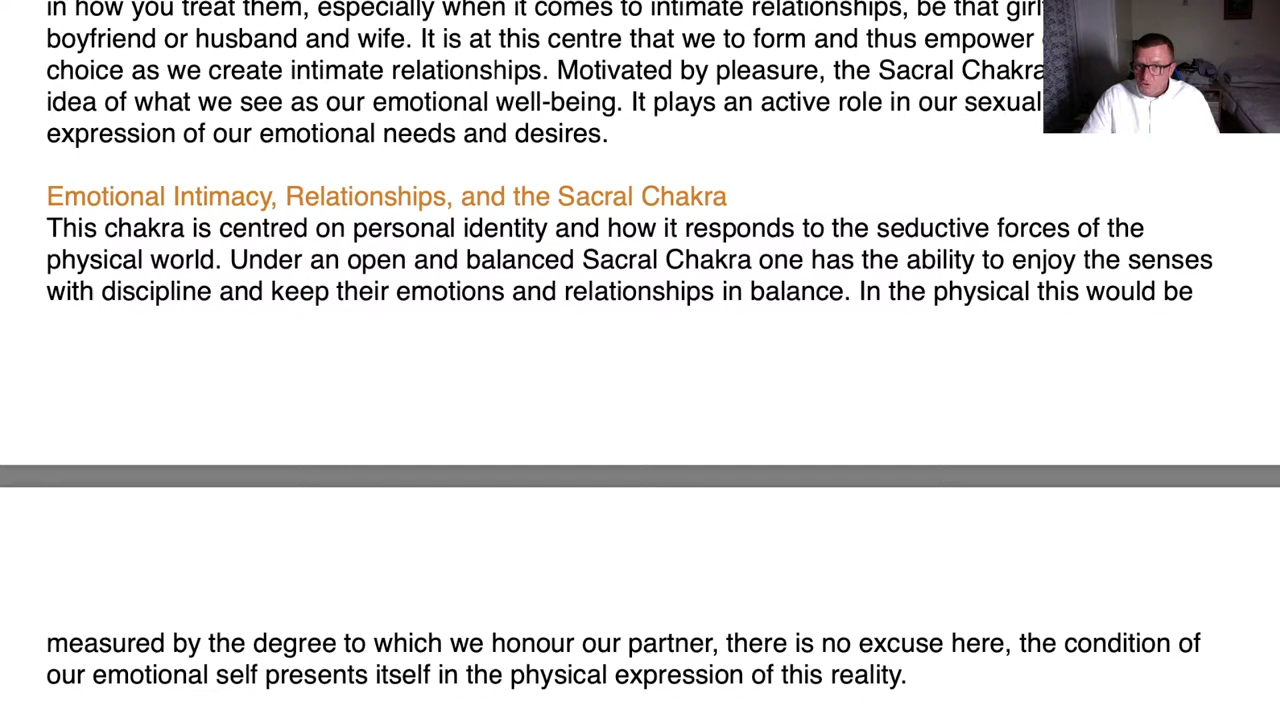 in how you treat them, especially when it comes to intimate relationships, be that girl
boyfriend or husband and wife. It is at this centre that we to form and thus empower
choice as we create intimate relationships. Motivated by pleasure, the Sacral Chakra
idea of what we see as our emotional well-being. It plays an active role in our sexual
expression of our emotional needs and desires.
Emotional Intimacy, Relationships, and the Sacral Chakra
This chakra is centred on personal identity and how it responds to the seductive forces of the
physical world. Under an open and balanced Sacral Chakra one has the ability to enjoy the senses
with discipline and keep their emotions and relationships in balance. In the physical this would be
measured by the degree to which we honour our partner, there is no excuse here, the condition of
our emotional self presents itself in the physical expression of this reality.